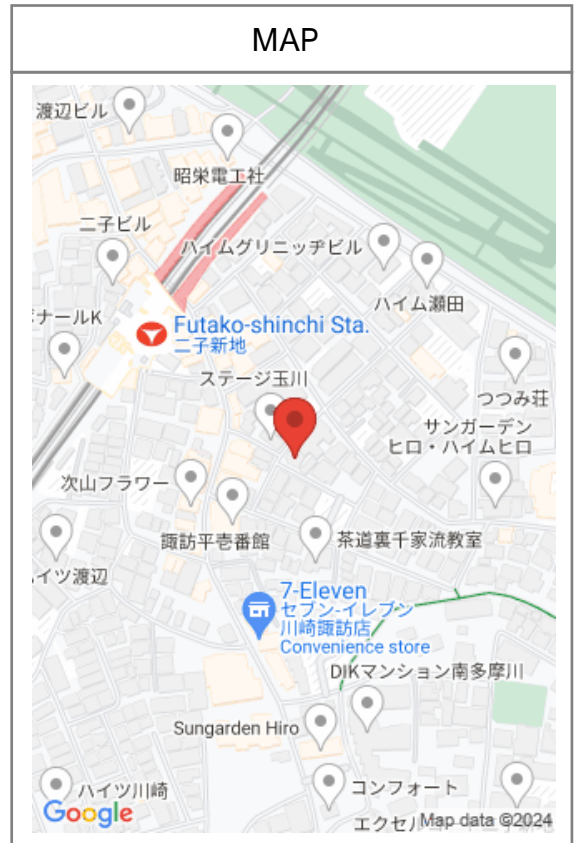 MAP
渡辺ビル
昭栄電工社
二子ビル
ハイムグリニッヂビル
ハイム瀬田
ボナールK
Futako-shinchi Sta.
二子新地
ステージ玉川
つつみ荘
サンガーデン
ヒロ・ハイムヒロ
次山フラワー
諏訪平壱番館
茶道裏千家流教室
ハイツ渡辺
7-Eleven
セブン-イレブン
川崎諏訪店
Convenience store
DIKマンション南多摩川
Sungarden Hiro
ハイツ川崎
コンフォート
Google
Map data ©2024